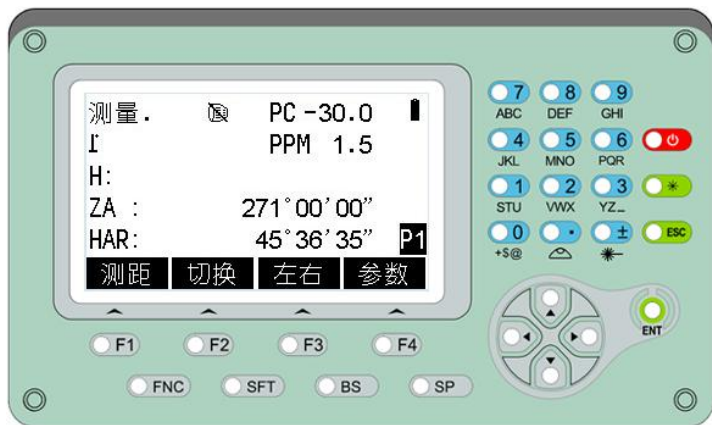 测量. PC -30.0
PPM 1.5
H:
ZA : 271°00'00"
HAR: 45°36'35" P1
测距 切换 左右 参数
F1 F2 F3 F4
FNC SFT BS SP
7 8 9
ABC DEF GHI
4 5 6
JKL MNO PQR
1 2 3
STU VWX YZ_
0 . ± ESC
+$@
ENT